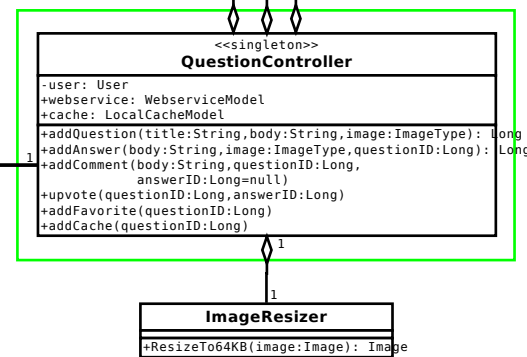 <<singleton>>
QuestionController
-user: User
+webservice: WebserviceModel
+cache: LocalCacheModel
+addQuestion(title:String,body:String,image:ImageType): Long
+addAnswer(body:String,image:ImageType,questionID:Long): Long
1
+addComment(body:String,questionID:Long,
answerID:Long=null)
+upvote(questionID:Long,answerID:Long)
+addFavorite(questionID:Long)
+addCache(questionID:Long)
1
1
ImageResizer
+ResizeTo64KB(image:Image): Image